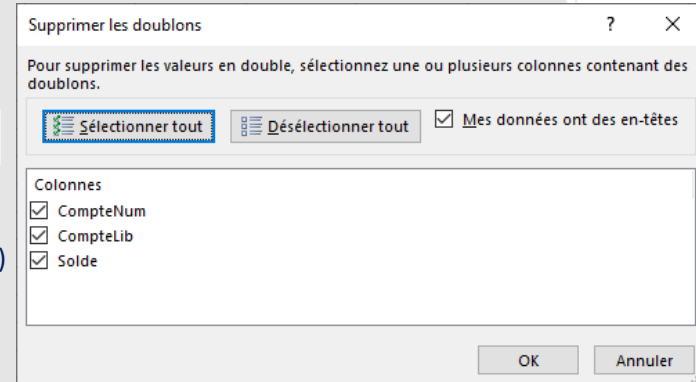 Supprimer les doublons ? ×
Pour supprimer les valeurs en double, sélectionnez une ou plusieurs colonnes contenant des
doublons.
Sélectionner tout Désélectionner tout Mes données ont des en-têtes
Colonnes
CompteNum
CompteLib
)
Solde
OK Annuler